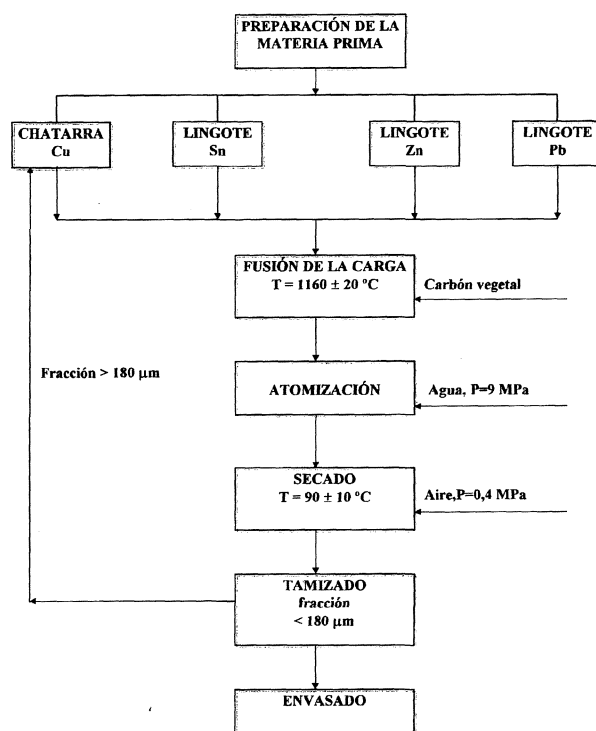 PREPARACIÓN DE LA
MATERIA PRIMA
CHATARRA
Cu
LINGOTE
Sn
LINGOTE
Zn
LINGOTE
Pb
FUSIÓN DE LA CARGA
T = 1160 ± 20 ºC
Carbón vegetal
Fracción > 180 µm
ATOMIZACIÓN
Agua, P=9 MPa
SECADO
T = 90 ± 10 ºC
Aire,P=0,4 MPa
TAMIZADO
fracción
< 180 µm
ENVASADO